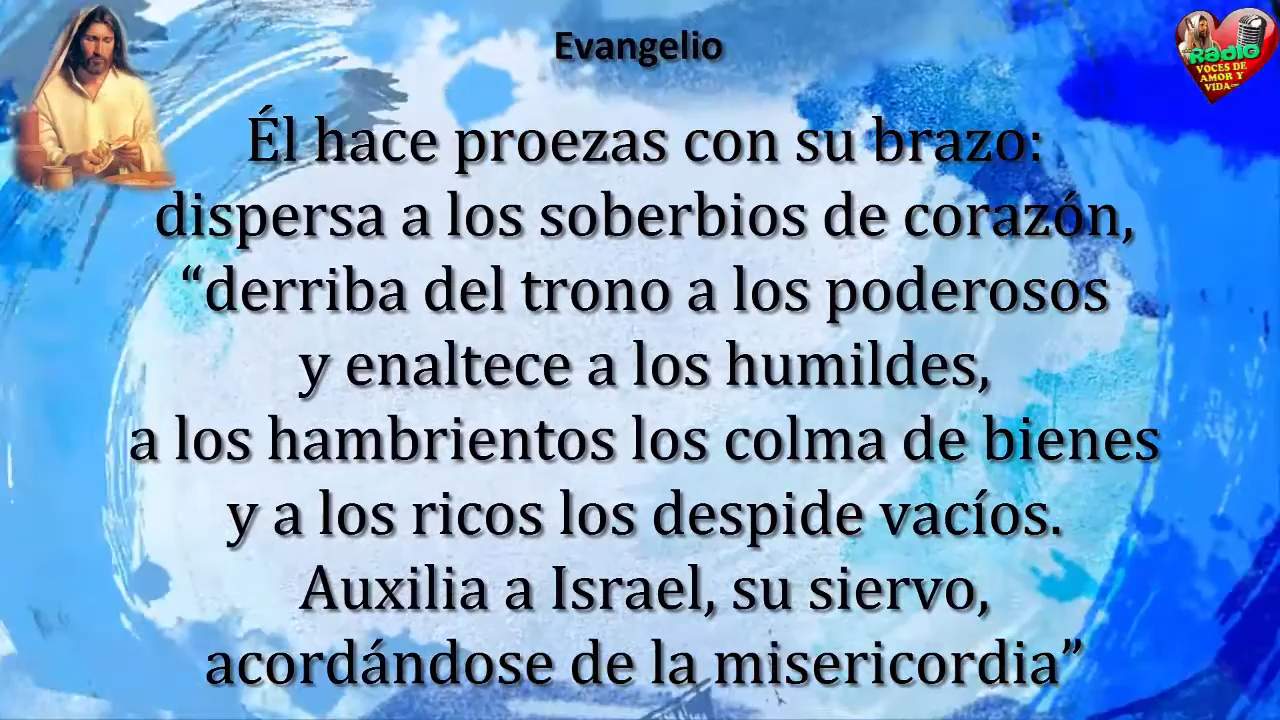 Evangelio
Radio
VOCES DE
AMOR Y
VIDA
Él hace proezas con su brazo:
dispersa a los soberbios de corazón,
“derriba del trono a los poderosos
y enaltece a los humildes,
a los hambrientos los colma de bienes
y a los ricos los despide vacíos.
Auxilia a Israel, su siervo,
acordándose de la misericordia”